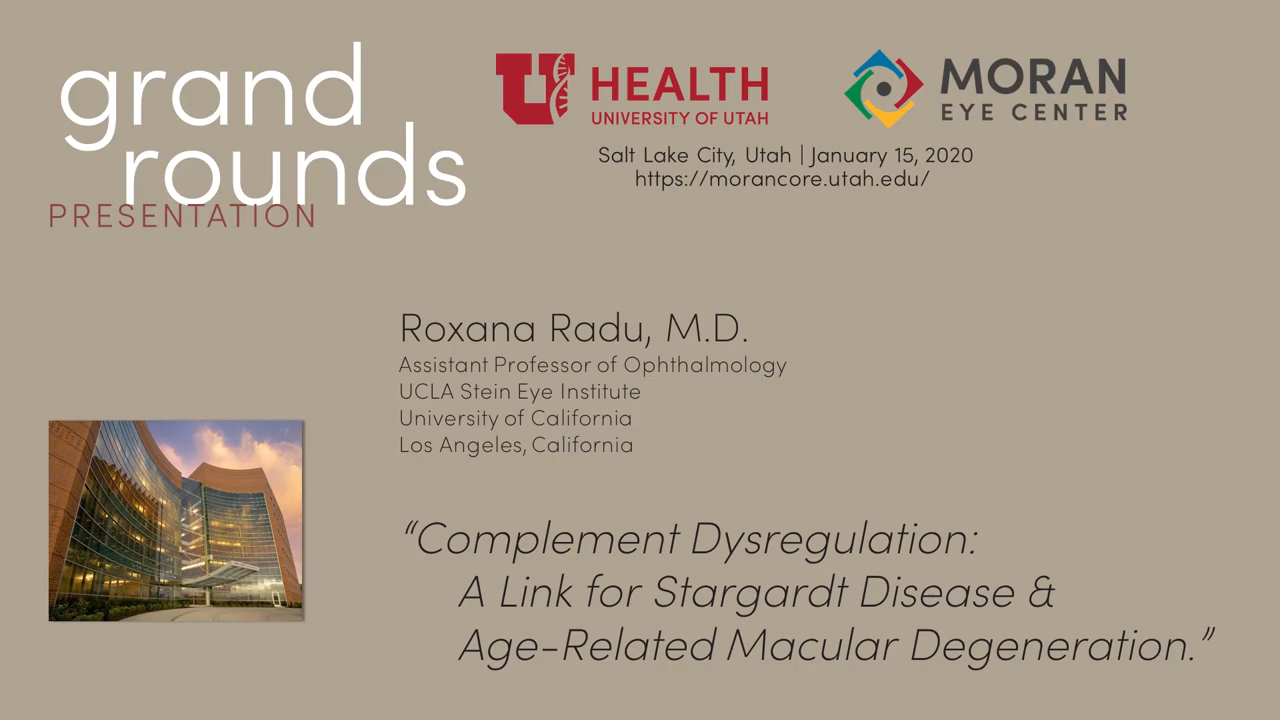 grand
rounds
PRESENTATION
U HEALTH
UNIVERSITY OF UTAH
MORAN
EYE CENTER
Salt Lake City, Utah | January 15, 2020
https://morancore.utah.edu/
Roxana Radu, M.D.
Assistant Professor of Ophthalmology
UCLA Stein Eye Institute
University of California
Los Angeles, California
“Complement Dysregulation:
A Link for Stargardt Disease &
Age-Related Macular Degeneration.”